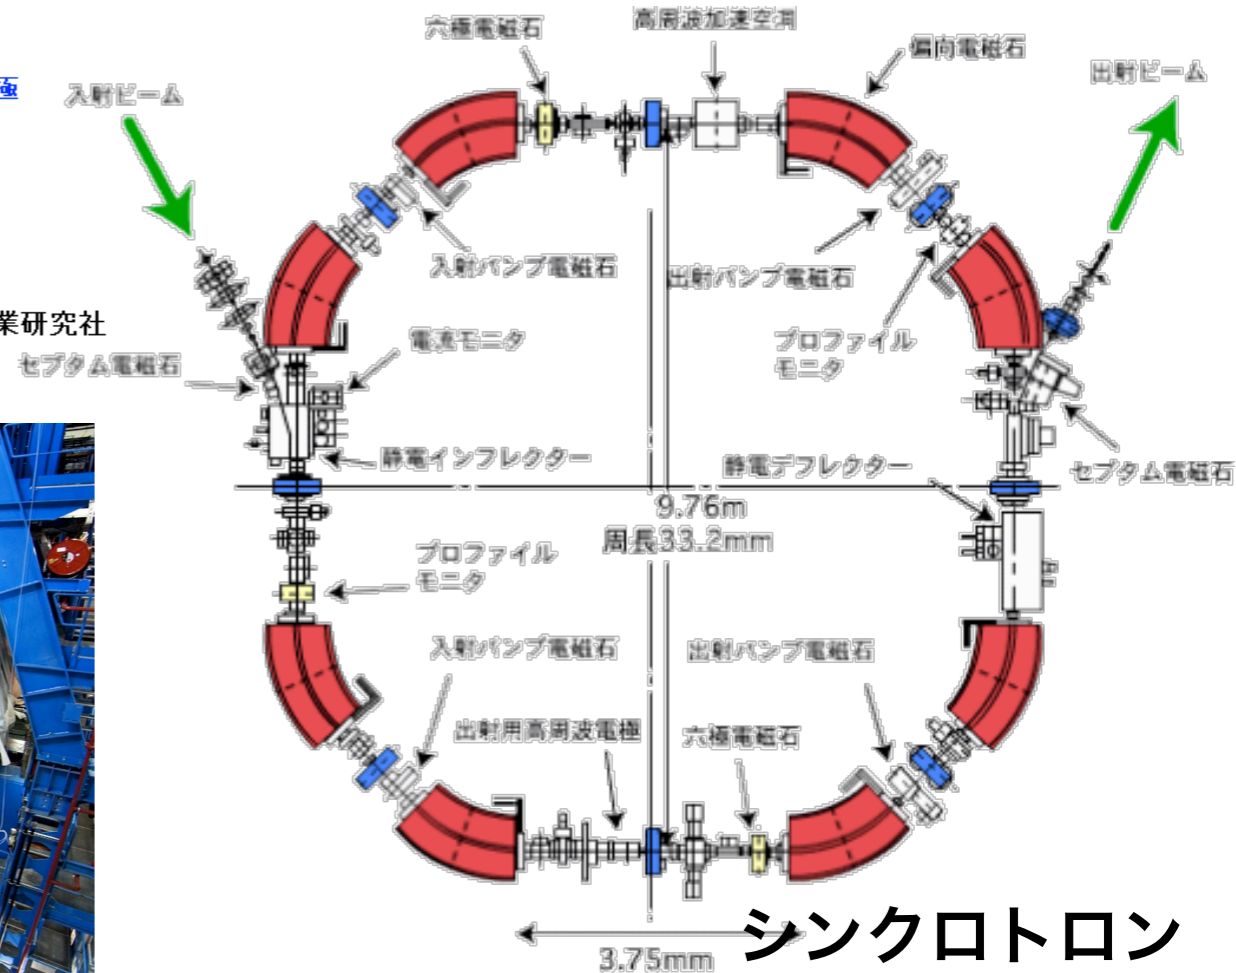 六極電磁石
高周波加速空洞
偏向電磁石
出射ビーム
極
入射ビーム
入射バンプ電磁石
出射バンプ電磁石
業研究社
電流モニタ
プロファイル
モニタ
セプタム電磁石
静電インフレクター
静電デフレクター
セプタム電磁石
9.76m
周長33.2mm
プロファイル
モニタ
入射バンプ電磁石
出射バンプ電磁石
出射用高周波電極
六極電磁石
シンクロトロン
3.75mm